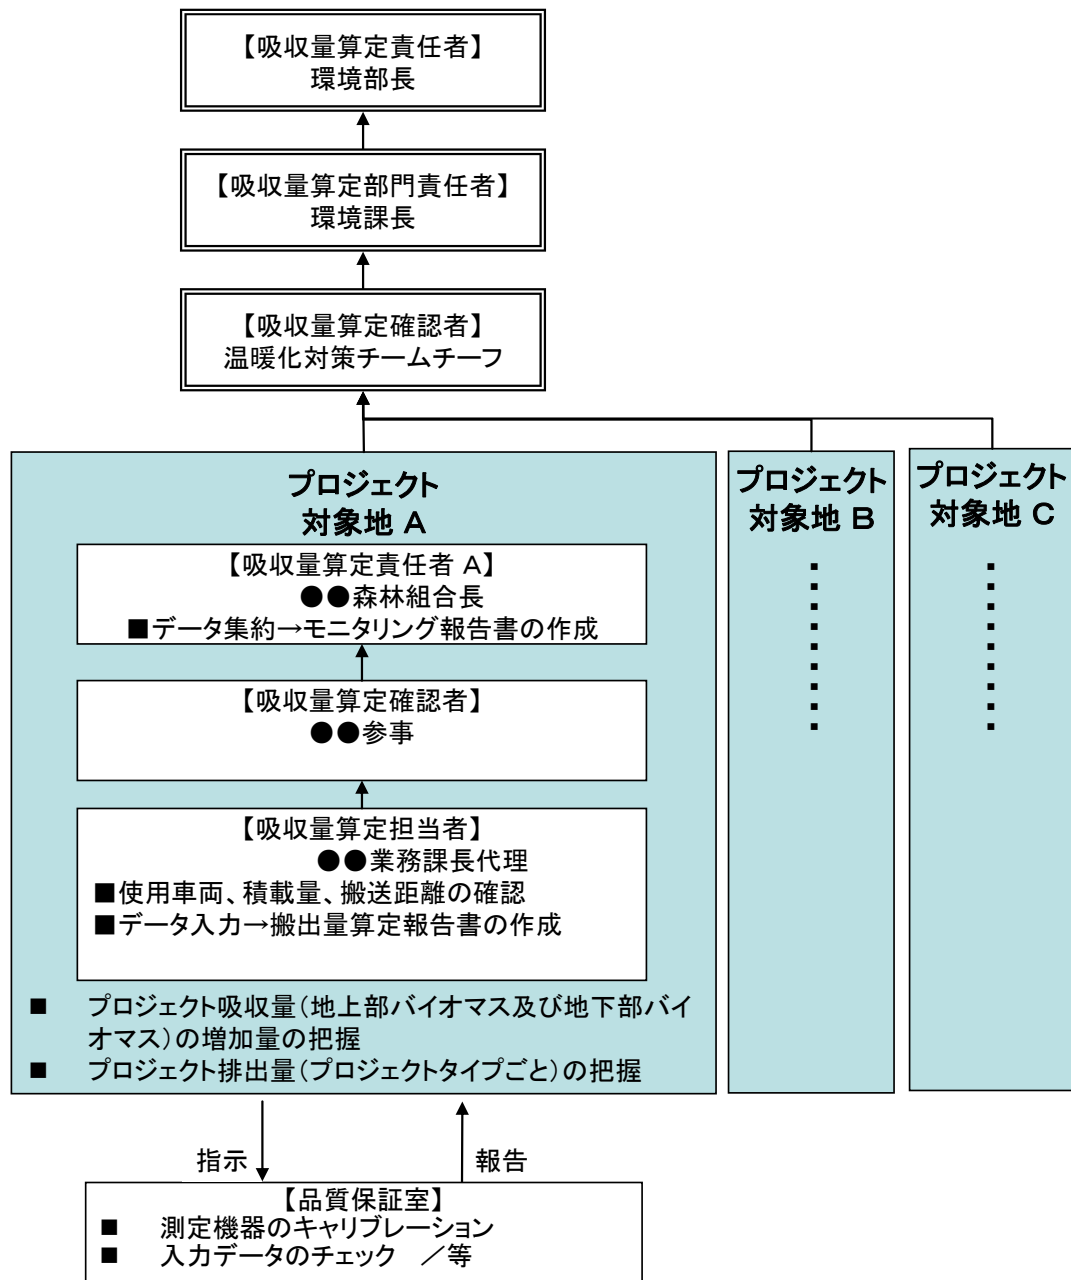 【吸収量算定責任者】
環境部長
【吸収量算定部門責任者】
環境課長
【吸収量算定確認者】
温暖化対策チームチーフ
プロジェクト
対象地 A
【吸収量算定責任者 A】
●●森林組合長
■データ集約→モニタリング報告書の作成
【吸収量算定確認者】
●●参事
【吸収量算定担当者】
●●業務課長代理
■使用車両、積載量、搬送距離の確認
■データ入力→搬出量算定報告書の作成
■ プロジェクト吸収量(地上部バイオマス及び地下部バイ
オマス)の増加量の把握
■ プロジェクト排出量(プロジェクトタイプごと)の把握
プロジェクト
対象地 B
プロジェクト
対象地 C
指示
報告
【品質保証室】
■ 測定機器のキャリブレーション
■ 入力データのチェック ／等